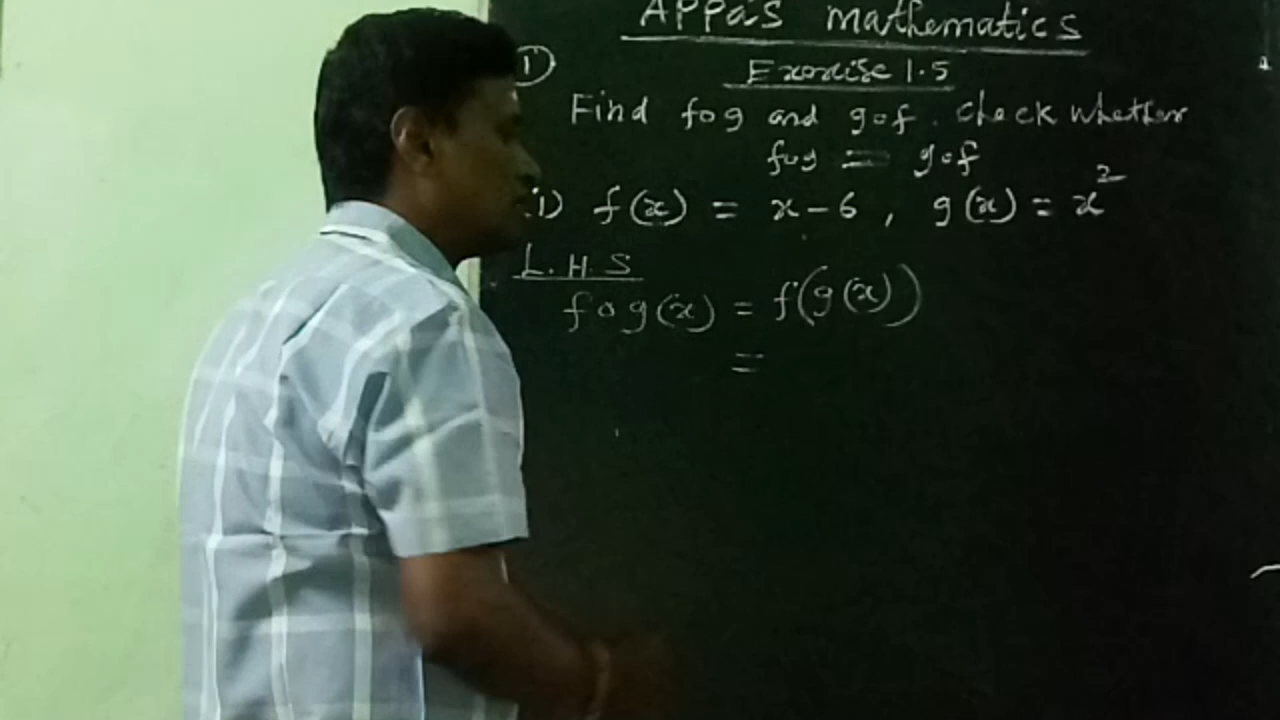 APPa's mathematics
1)
Exercise 1.5
Find fog and gof. check whether
fog = gof
i) f(x) = x-6, g(x) = x²
L.H.S
fog(x) = f(g(x))
=